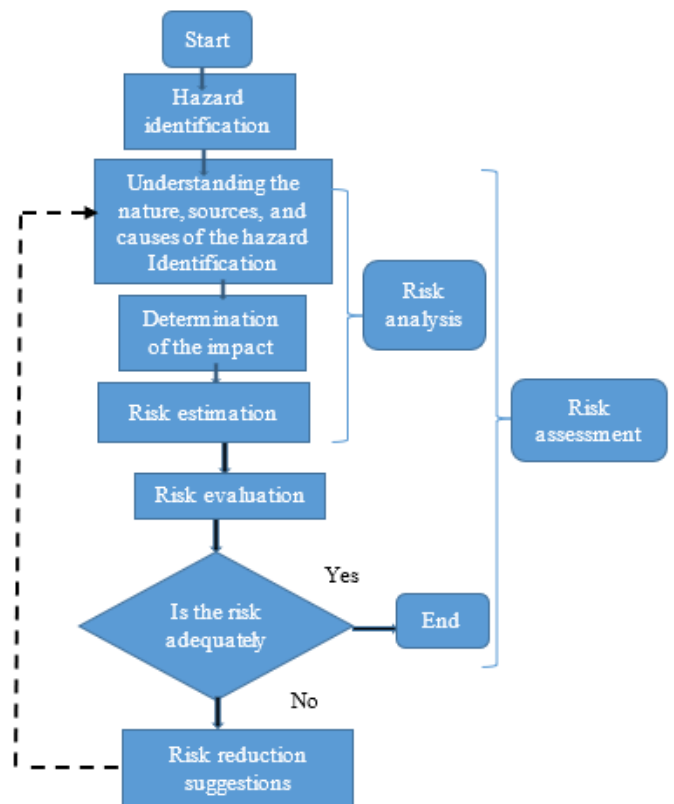 Start
Hazard
identification
Understanding the
nature, sources, and
causes of the hazard
Identification
Risk
analysis
Determination
of the impact
Risk estimation
Risk
assessment
Risk evaluation
Yes
Is the risk
adequately
End
No
Risk reduction
suggestions